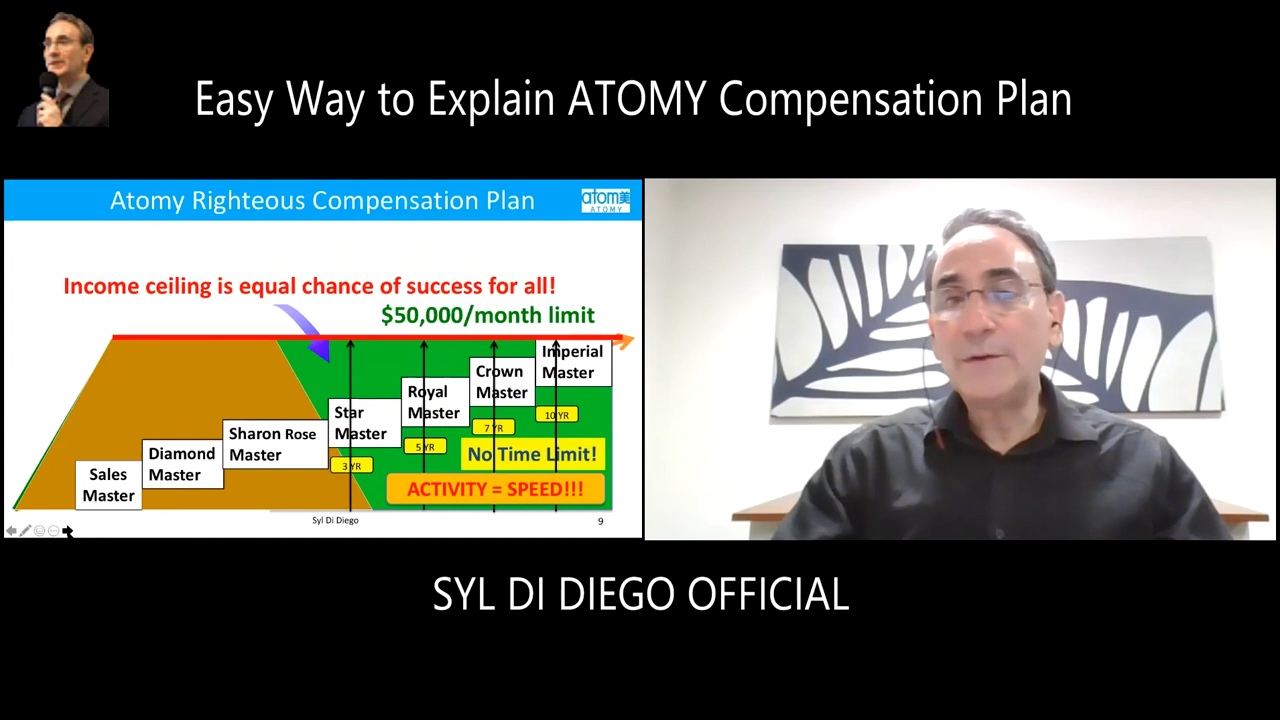 Easy Way to Explain ATOMY Compensation Plan
Atomy Righteous Compensation Plan
atom美
ATOMY
Income ceiling is equal chance of success for all!
$50,000/month limit
Imperial
Master
Crown
Master
Royal
Master
Star
Master
Sharon Rose
Master
Diamond
Master
Sales
Master
10 YR
7 YR
5 YR
3 YR
No Time Limit!
ACTIVITY = SPEED!!!
Syl Di Diego
9
SYL DI DIEGO OFFICIAL